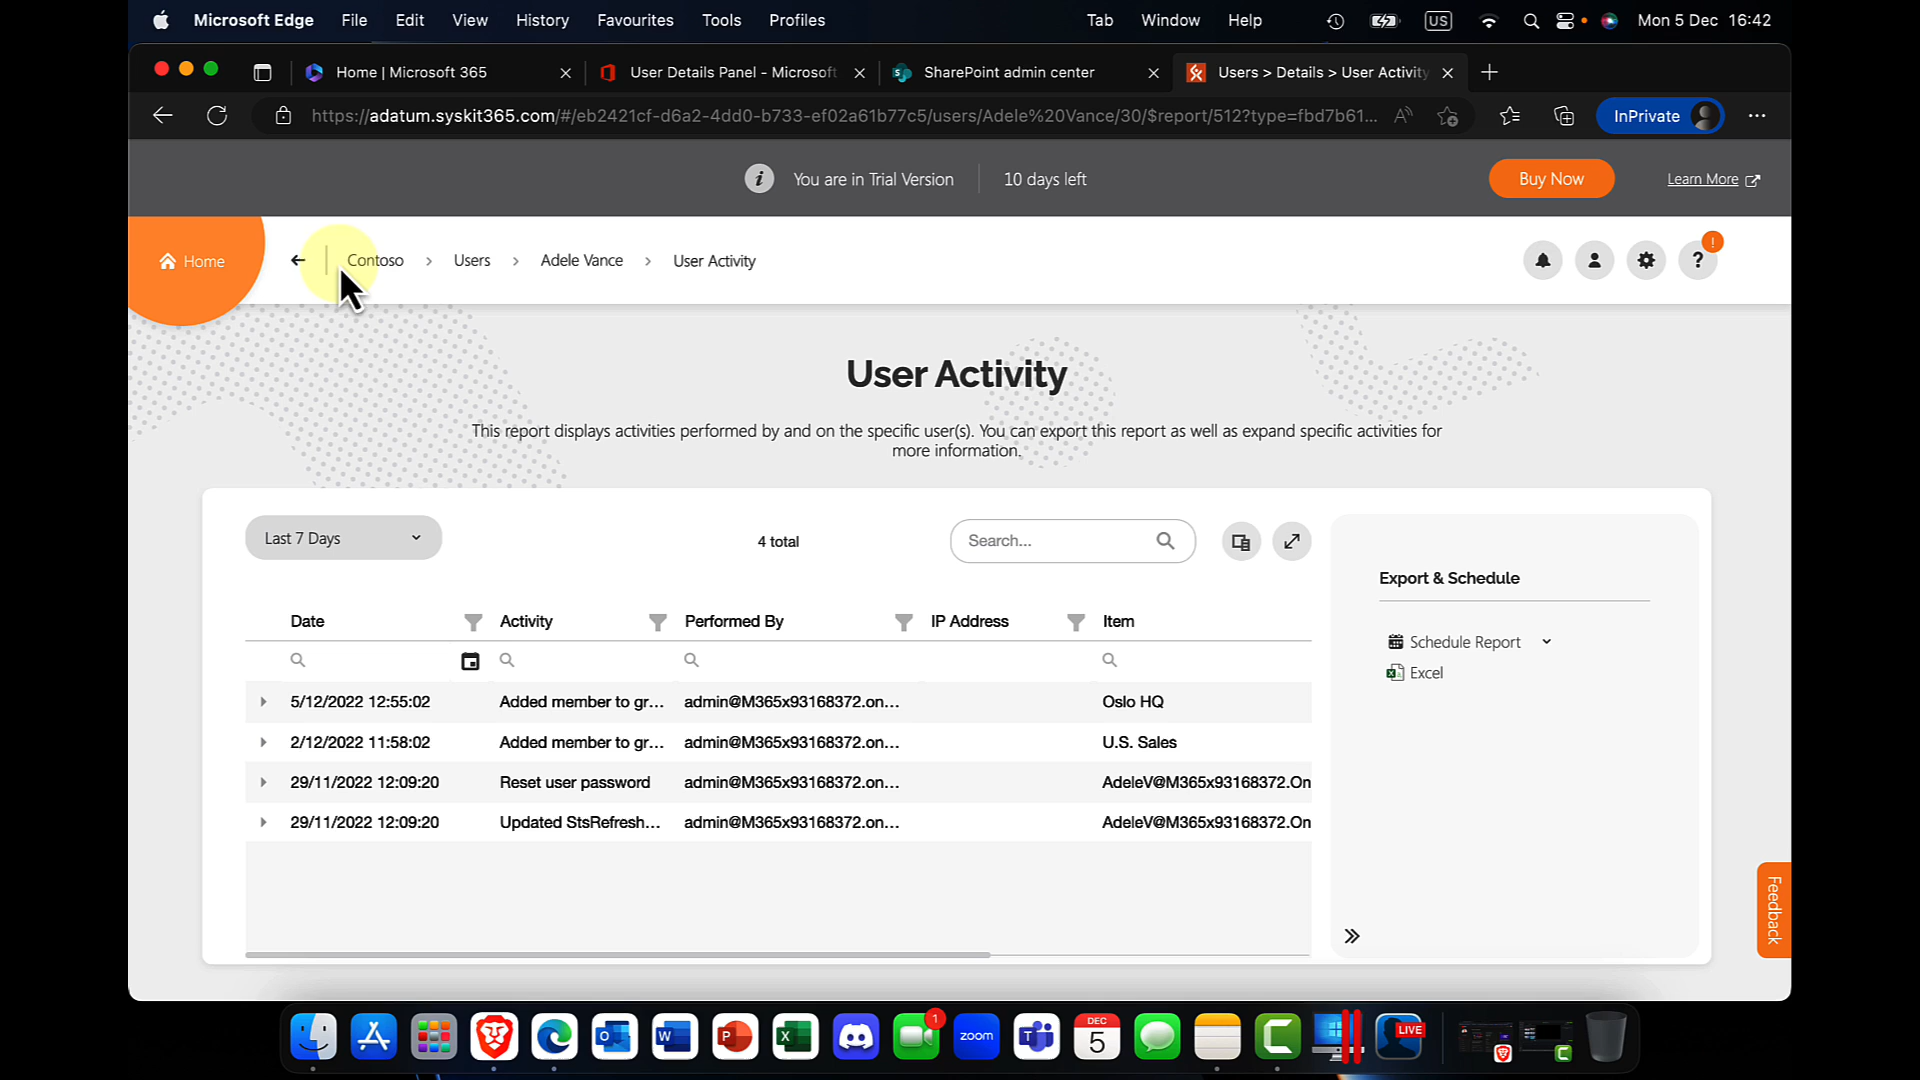 Microsoft Edge File Edit View History Favourites Tools Profiles Tab Window Help US Mon 5 Dec 16:42
Home | Microsoft 365 User Details Panel - Microsoft SharePoint admin center Users > Details > User Activity
https://adatum.syskit365.com/#/eb2421cf-d6a2-4dd0-b733-ef02a61b77c5/users/Adele%20Vance/30/$report/512?type=fbd7b61... InPrivate
You are in Trial Version 10 days left Buy Now Learn More
Home Contoso > Users > Adele Vance > User Activity ! ?
User Activity
This report displays activities performed by and on the specific user(s). You can export this report as well as expand specific activities for
more information.
Last 7 Days 4 total Search...
Export & Schedule
Schedule Report
Excel
Date Activity Performed By IP Address Item
5/12/2022 12:55:02 Added member to gr... admin@M365x93168372.on... Oslo HQ
2/12/2022 11:58:02 Added member to gr... admin@M365x93168372.on... U.S. Sales
29/11/2022 12:09:20 Reset user password admin@M365x93168372.on... AdeleV@M365x93168372.On
29/11/2022 12:09:20 Updated StsRefresh... admin@M365x93168372.on... AdeleV@M365x93168372.On
Feedback
1 zoom DEC 5 LIVE